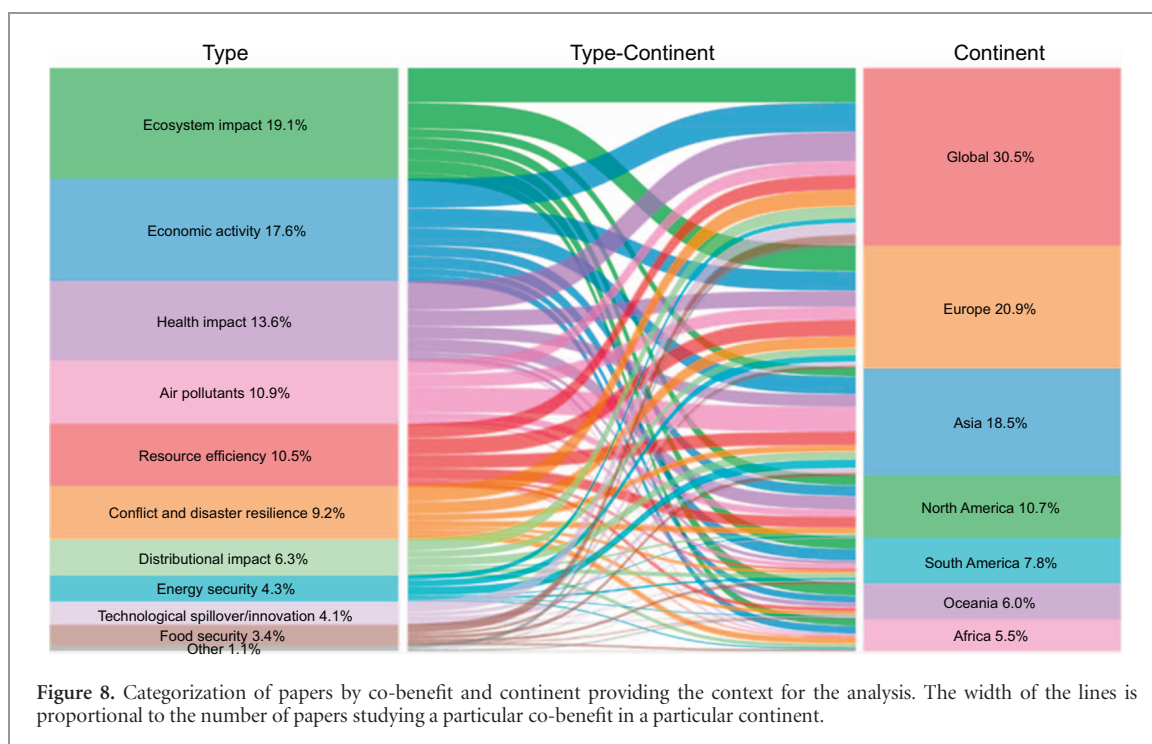 Type
Type-Continent
Continent
Ecosystem impact 19.1%
Economic activity 17.6%
Health impact 13.6%
Air pollutants 10.9%
Resource efficiency 10.5%
Conflict and disaster resilience 9.2%
Distributional impact 6.3%
Energy security 4.3%
Technological spillover/innovation 4.1%
Food security 3.4%
Other 1.1%
Global 30.5%
Europe 20.9%
Asia 18.5%
North America 10.7%
South America 7.8%
Oceania 6.0%
Africa 5.5%
Figure 8. Categorization of papers by co-benefit and continent providing the context for the analysis. The width of the lines is
proportional to the number of papers studying a particular co-benefit in a particular continent.